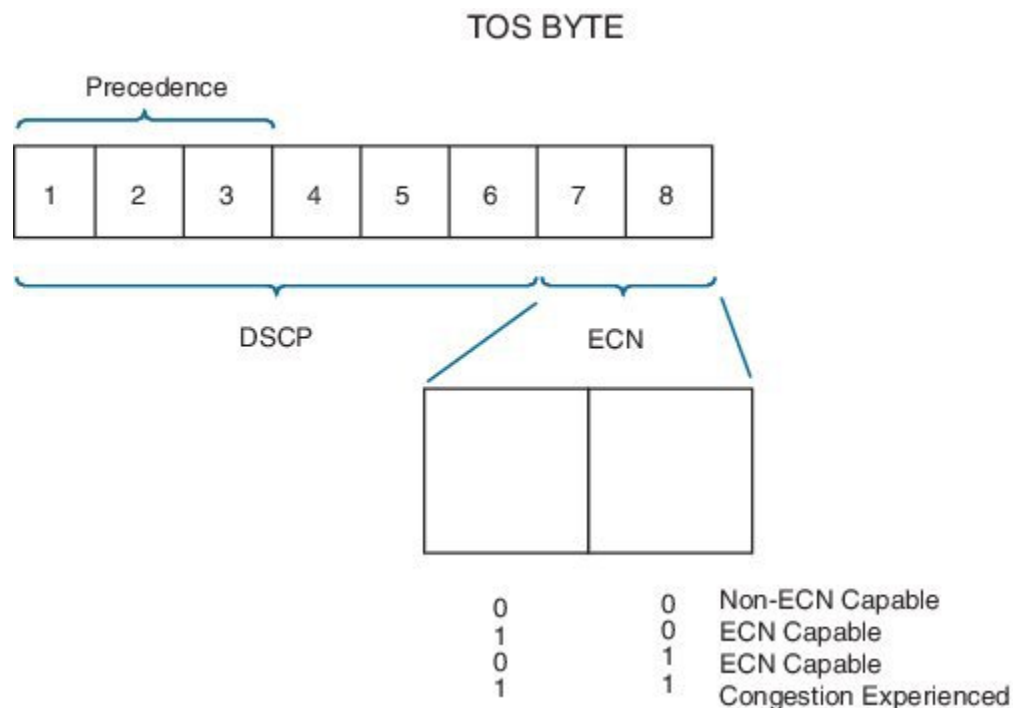 TOS BYTE
Precedence
1 2 3 4 5 6 7 8
DSCP ECN
0 0 Non-ECN Capable
1 0 ECN Capable
0 1 ECN Capable
1 1 Congestion Experienced